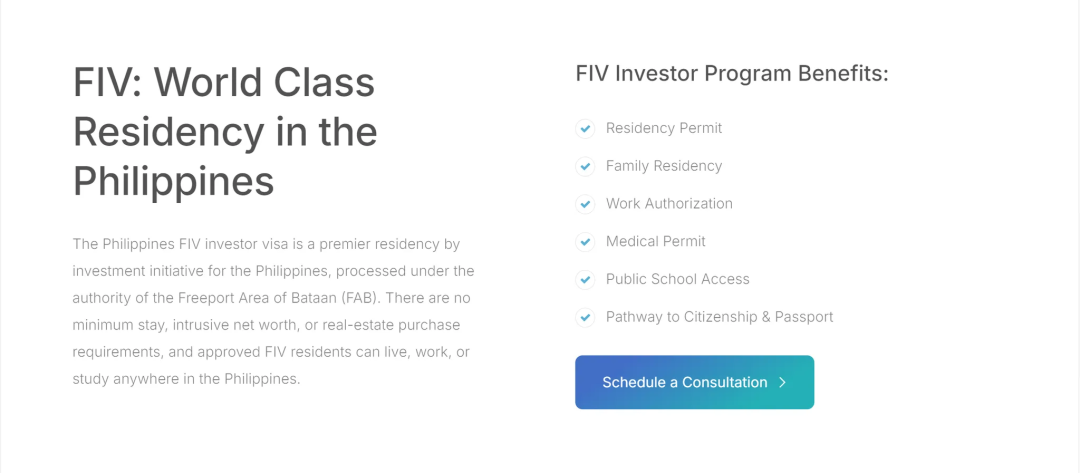 FIV: World Class
Residency in the
Philippines
The Philippines FIV investor visa is a premier residency by
investment initiative for the Philippines, processed under the
authority of the Freeport Area of Bataan (FAB). There are no
minimum stay, intrusive net worth, or real-estate purchase
requirements, and approved FIV residents can live, work, or
study anywhere in the Philippines.
FIV Investor Program Benefits:
Residency Permit
Family Residency
Work Authorization
Medical Permit
Public School Access
Pathway to Citizenship & Passport
Schedule a Consultation